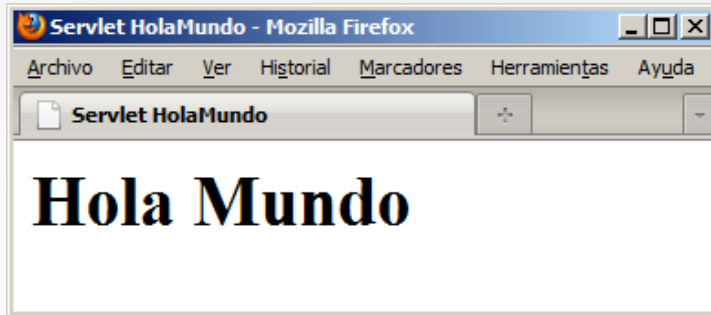 Servlet HolaMundo - Mozilla Firefox
Archivo Editar Ver Historial Marcadores Herramientas Ayuda
Servlet HolaMundo
Hola Mundo